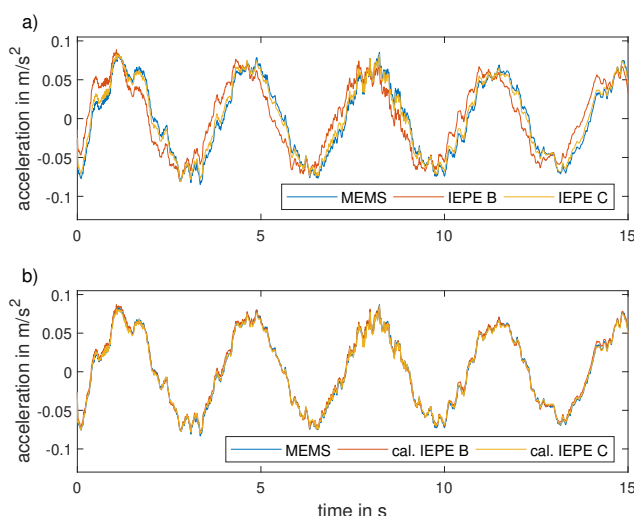 a)
acceleration in m/s²
0.1
0.05
0
-0.05
-0.1
MEMS IEPE B IEPE C
0 5 10 15
b)
acceleration in m/s²
0.1
0.05
0
-0.05
-0.1
MEMS cal. IEPE B cal. IEPE C
0 5 10 15
time in s